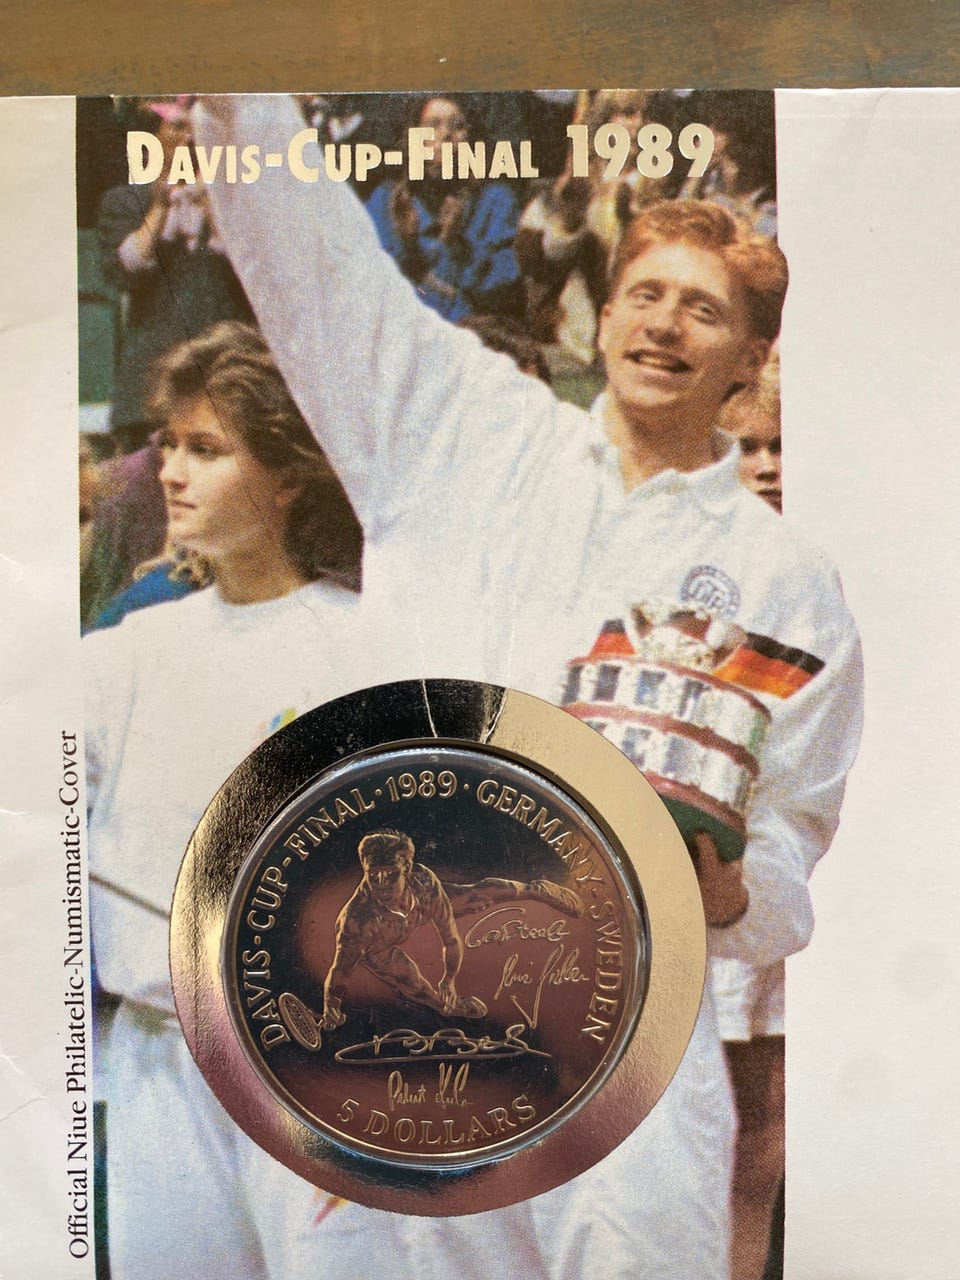 DAVIS-CUP-FINAL 1989
DAVIS-CUP-FINAL·1989·GERMANY-SWEDEN
5 DOLLARS
Official Niue Philatelic-Numismatic-Cover